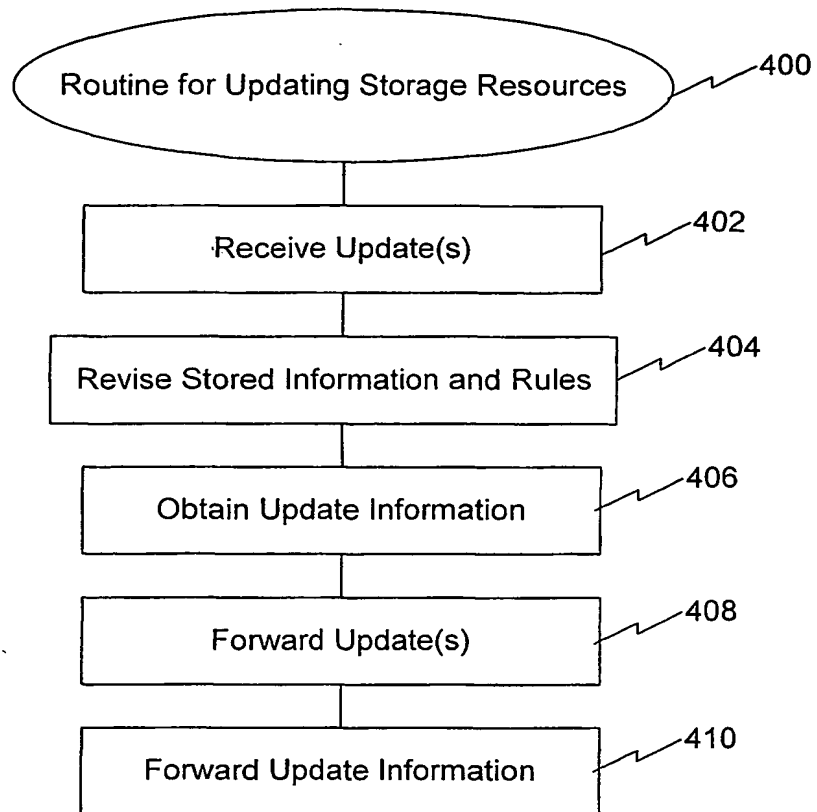 Routine for Updating Storage Resources
400
Receive Update(s)
402
Revise Stored Information and Rules
404
Obtain Update Information
406
Forward Update(s)
408
Forward Update Information
410